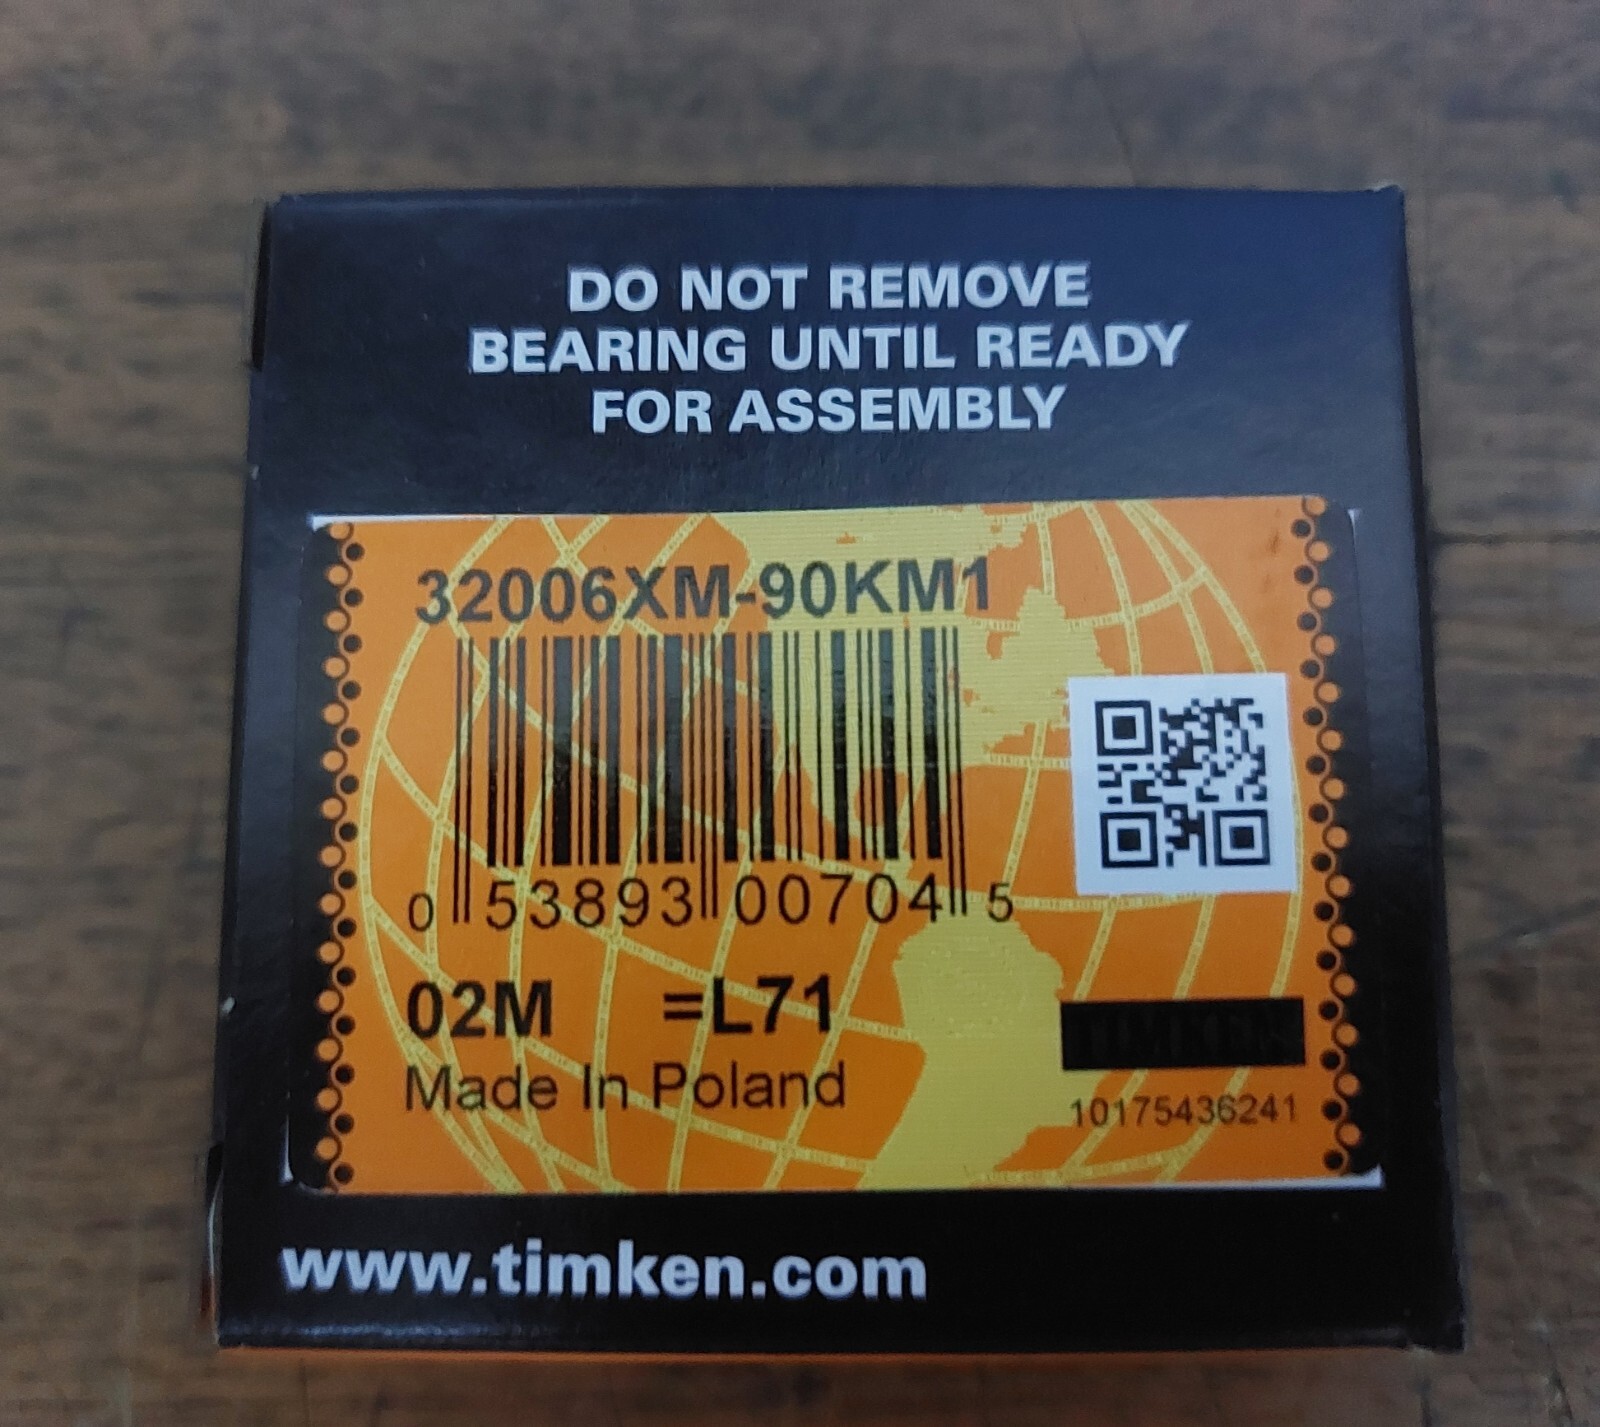 DO NOT REMOVE
BEARING UNTIL READY
FOR ASSEMBLY
32006XM-90KM1
0 53893 00704 5
02M =L71
Made In Poland
TIMKEN
10175436241
www.timken.com